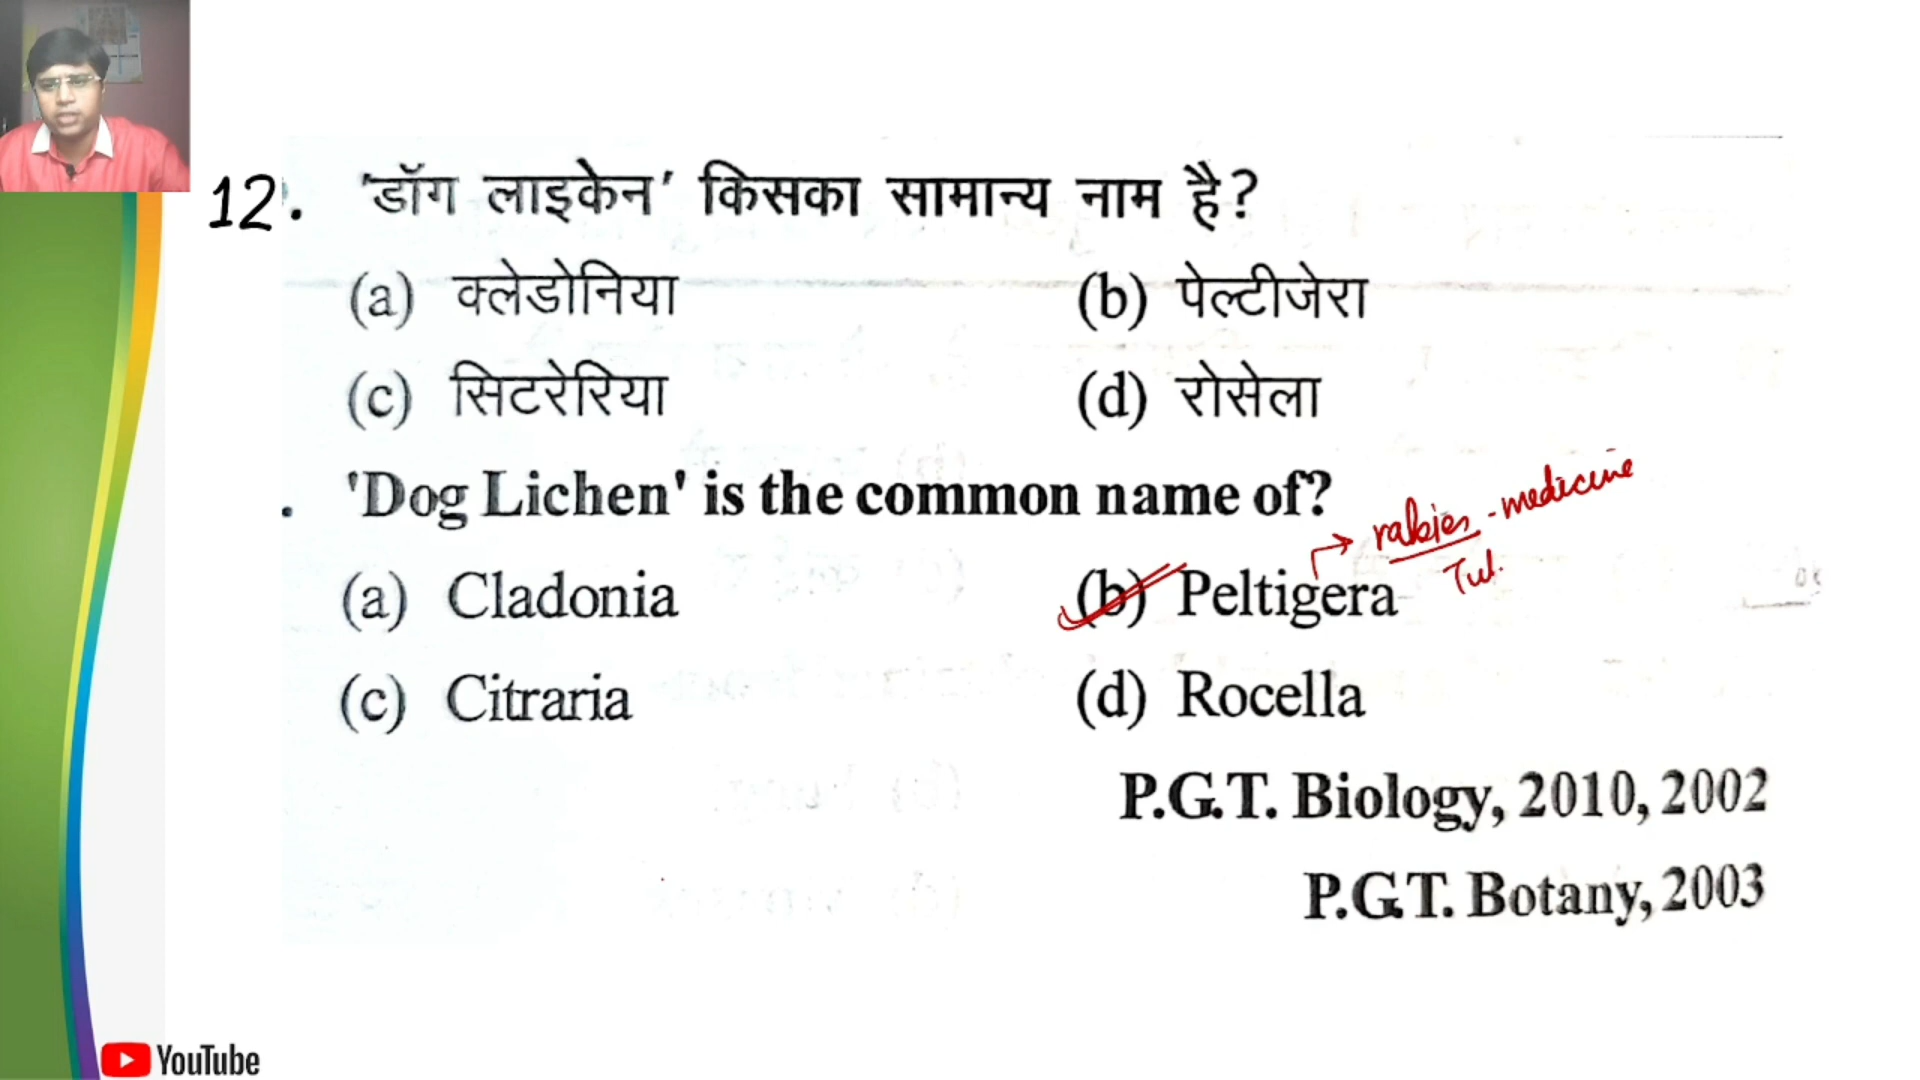 12. 'डॉग लाइकेन' किसका सामान्य नाम है?
(a) क्लेडोनिया (b) पेल्टीजेरा
(c) सिटरेरिया (d) रोसेला
. 'Dog Lichen' is the common name of?
→ rabies - medicine
Tul.
(a) Cladonia (b) Peltigera
(c) Citraria (d) Rocella
P.G.T. Biology, 2010, 2002
P.G.T. Botany, 2003
YouTube